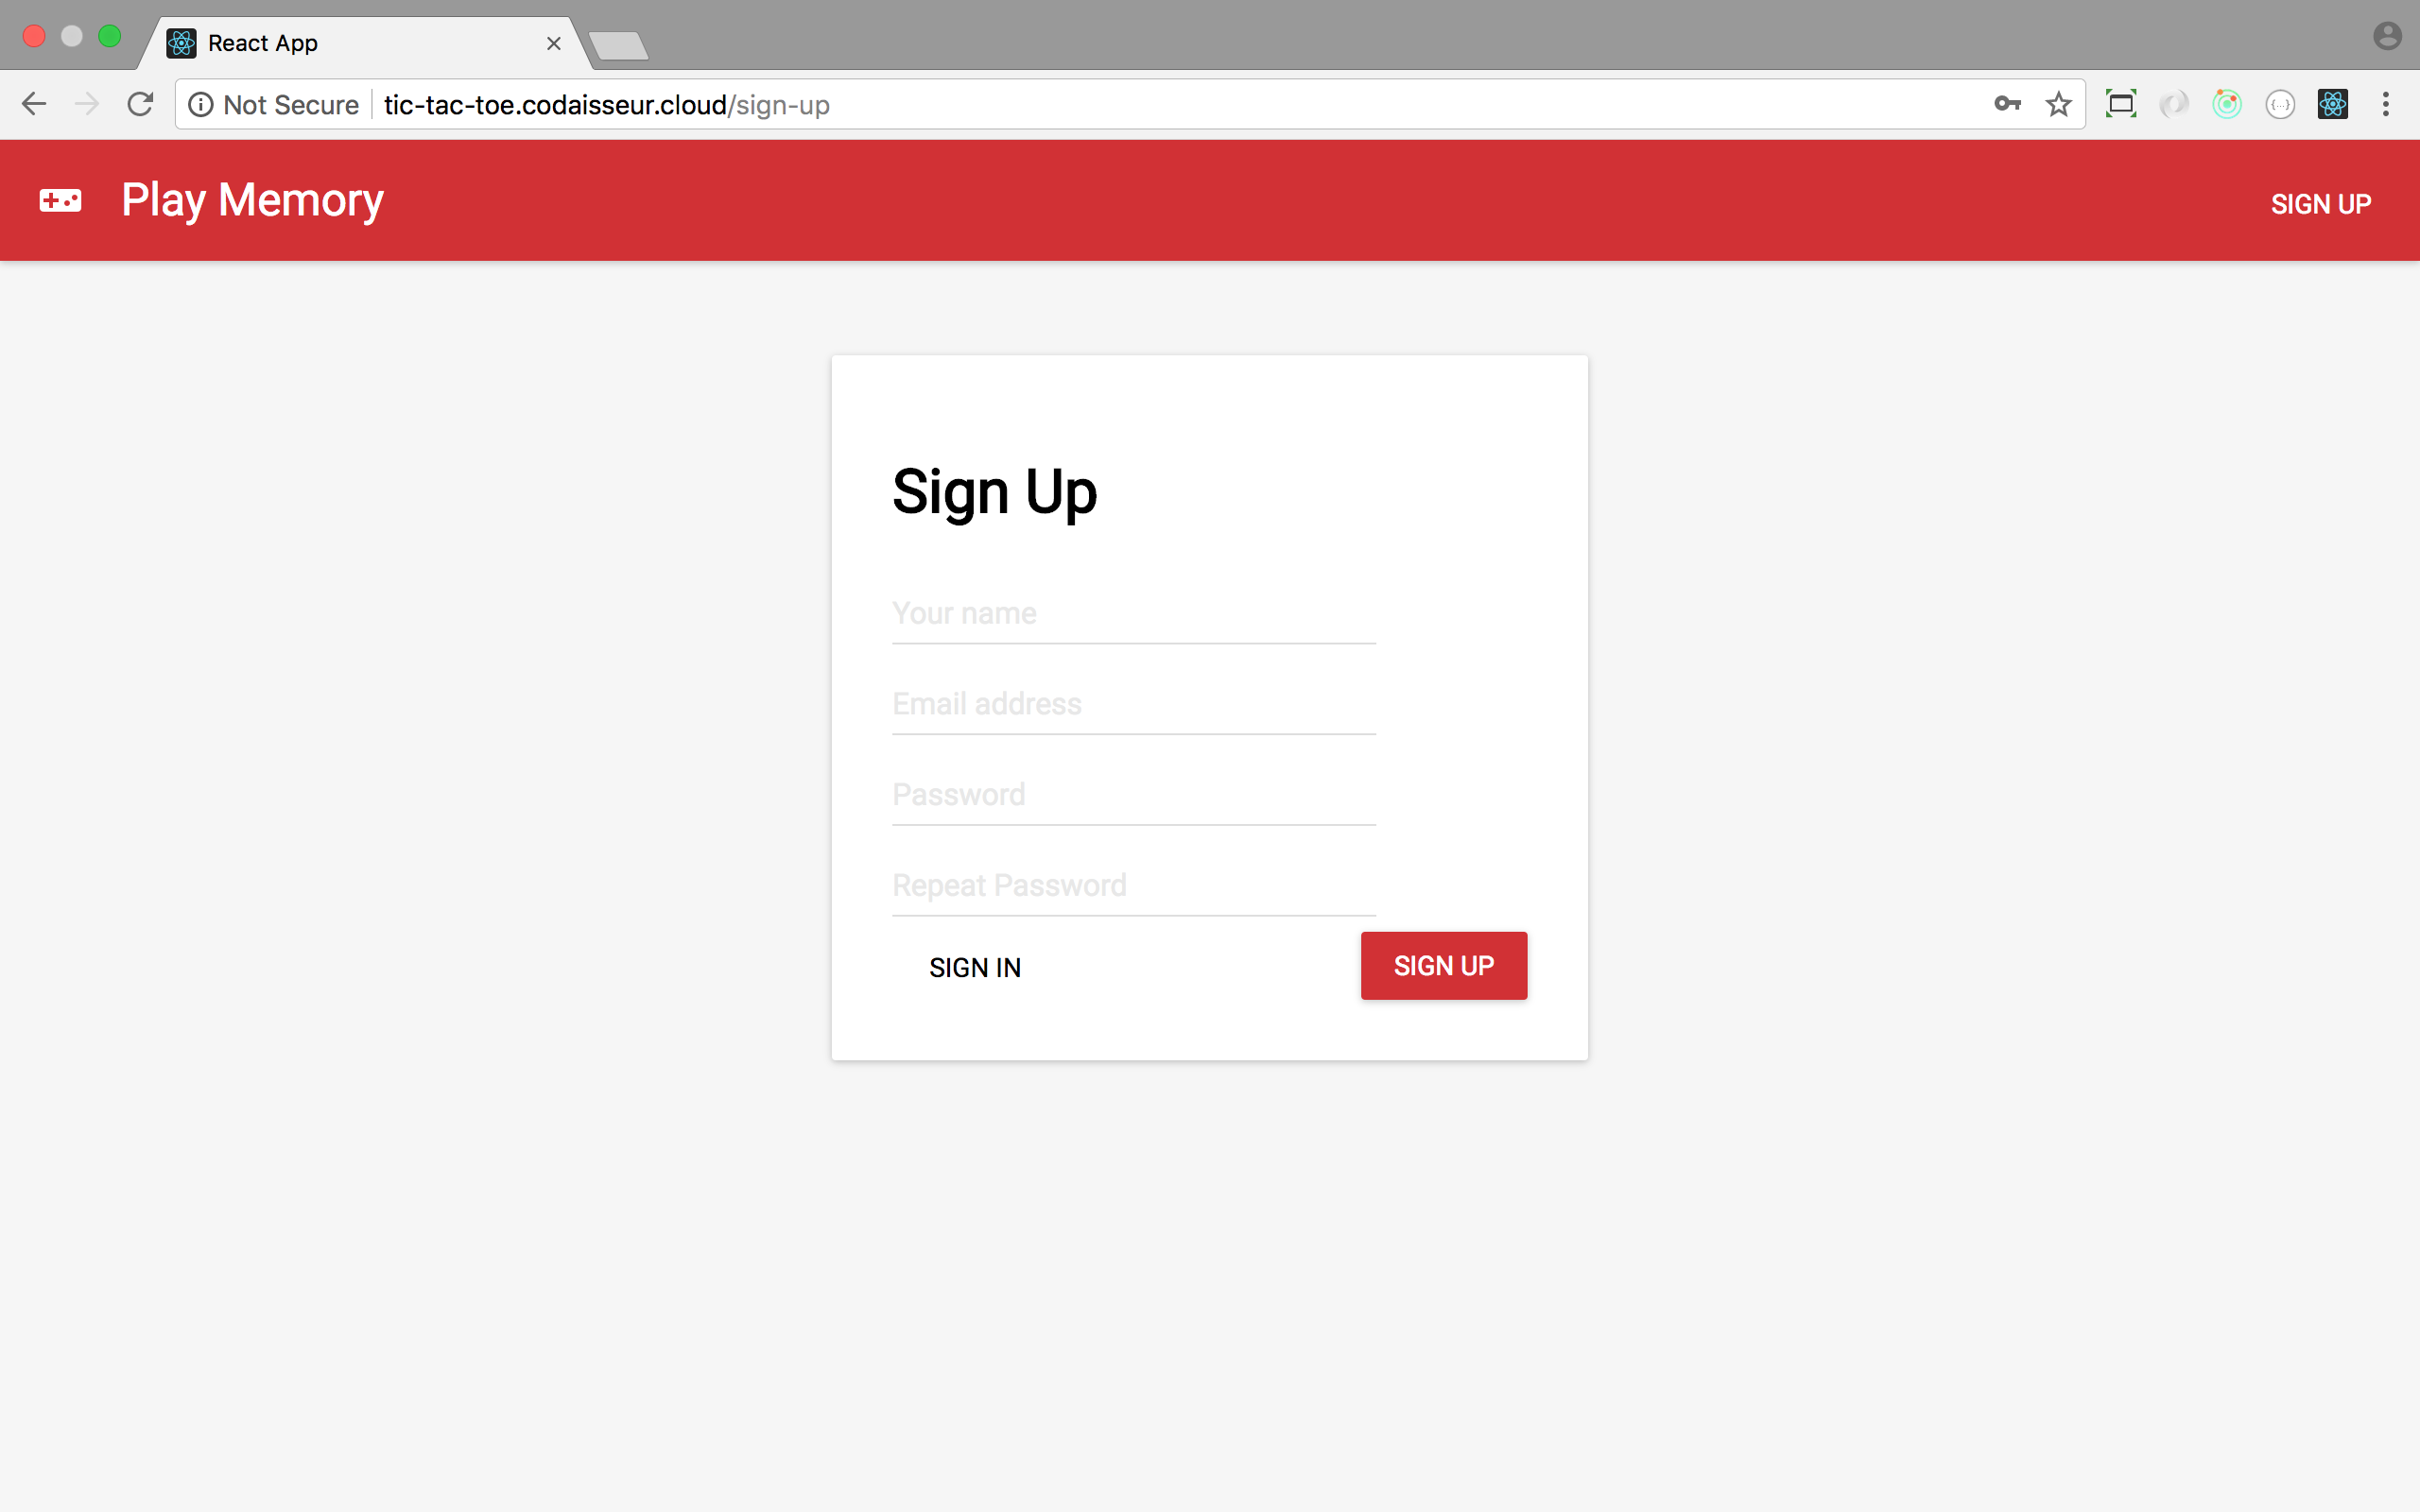 React App
Not Secure tic-tac-toe.codaisseur.cloud/sign-up
{...}
Play Memory
SIGN UP
Sign Up
Your name
Email address
Password
Repeat Password
SIGN IN
SIGN UP